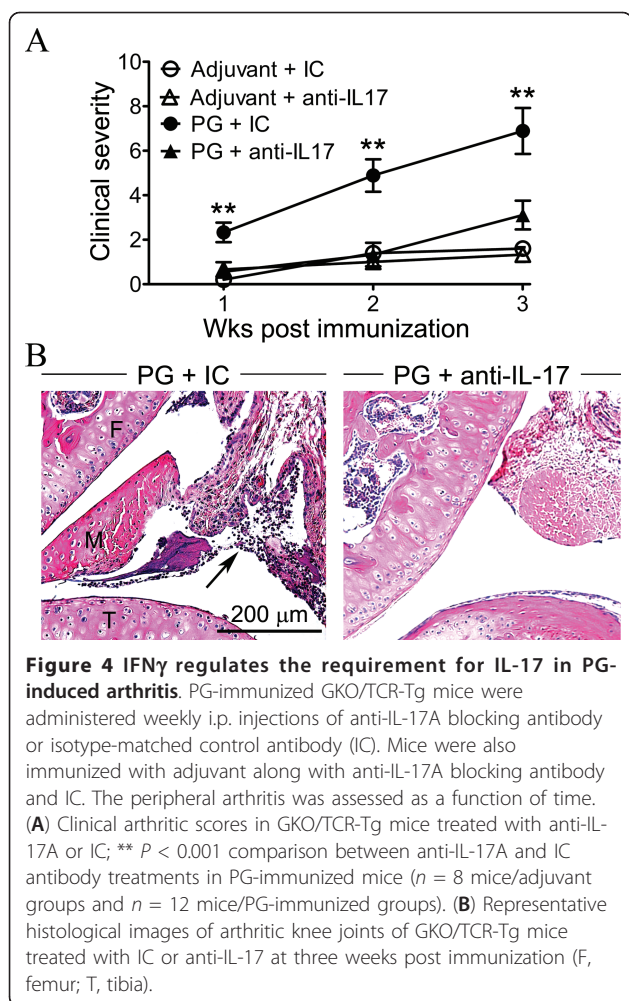 A
Adjuvant + IC
Adjuvant + anti-IL17
PG + IC
PG + anti-IL17
Clinical severity
10
8
6
4
2
0
**
**
**
1 2 3
Wks post immunization
B
PG + IC
PG + anti-IL-17
F
M
T
200 μm
Figure 4 IFNγ regulates the requirement for IL-17 in PG-
induced arthritis. PG-immunized GKO/TCR-Tg mice were
administered weekly i.p. injections of anti-IL-17A blocking antibody
or isotype-matched control antibody (IC). Mice were also
immunized with adjuvant along with anti-IL-17A blocking antibody
and IC. The peripheral arthritis was assessed as a function of time.
(A) Clinical arthritic scores in GKO/TCR-Tg mice treated with anti-IL-
17A or IC; ** P < 0.001 comparison between anti-IL-17A and IC
antibody treatments in PG-immunized mice (n = 8 mice/adjuvant
groups and n = 12 mice/PG-immunized groups). (B) Representative
histological images of arthritic knee joints of GKO/TCR-Tg mice
treated with IC or anti-IL-17 at three weeks post immunization (F,
femur; T, tibia).